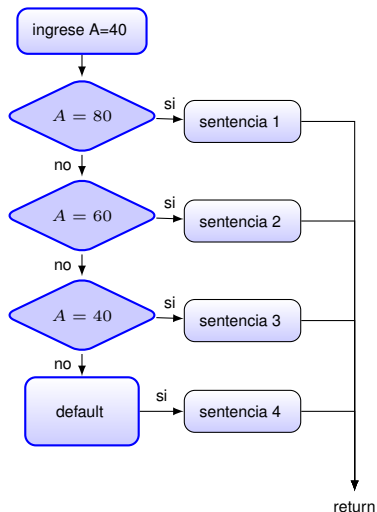 ingrese A=40
A = 80
si
sentencia 1
no
A = 60
si
sentencia 2
no
A = 40
si
sentencia 3
no
default
si
sentencia 4
return